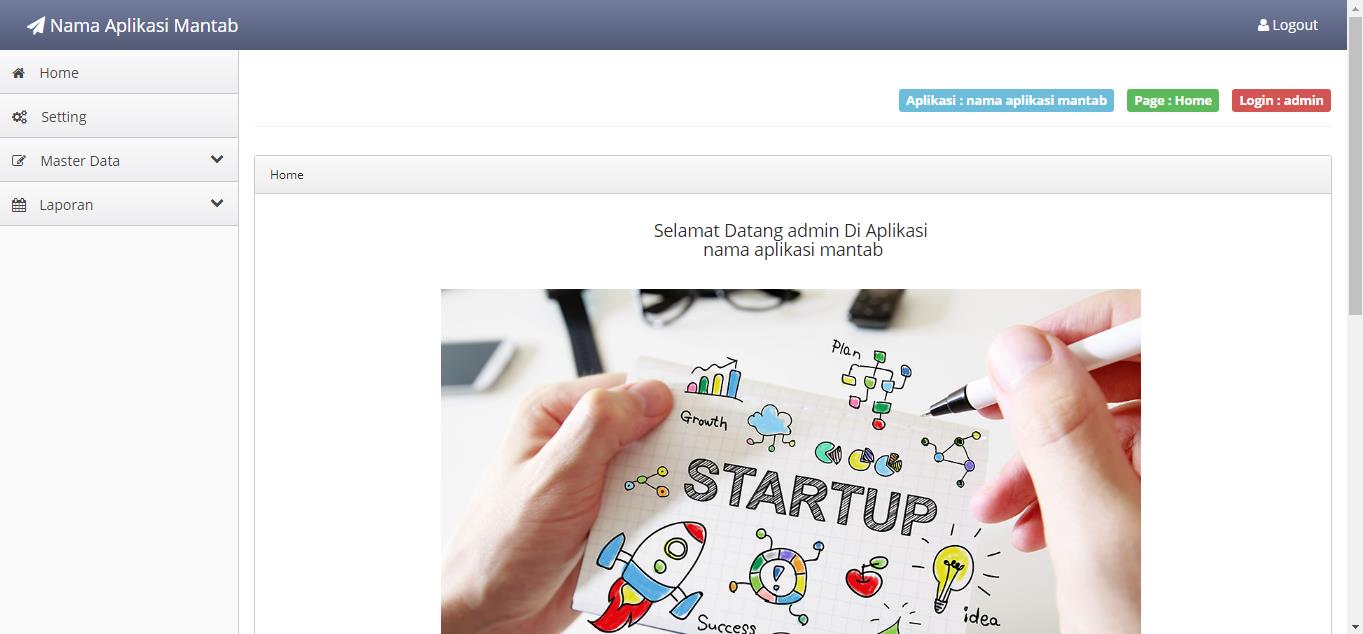 Nama Aplikasi Mantab
Logout
Home
Setting
Master Data
Laporan
Aplikasi : nama aplikasi mantab
Page : Home
Login : admin
Home
Selamat Datang admin Di Aplikasi
nama aplikasi mantab
Plan
Growth
STARTUP
idea
Success